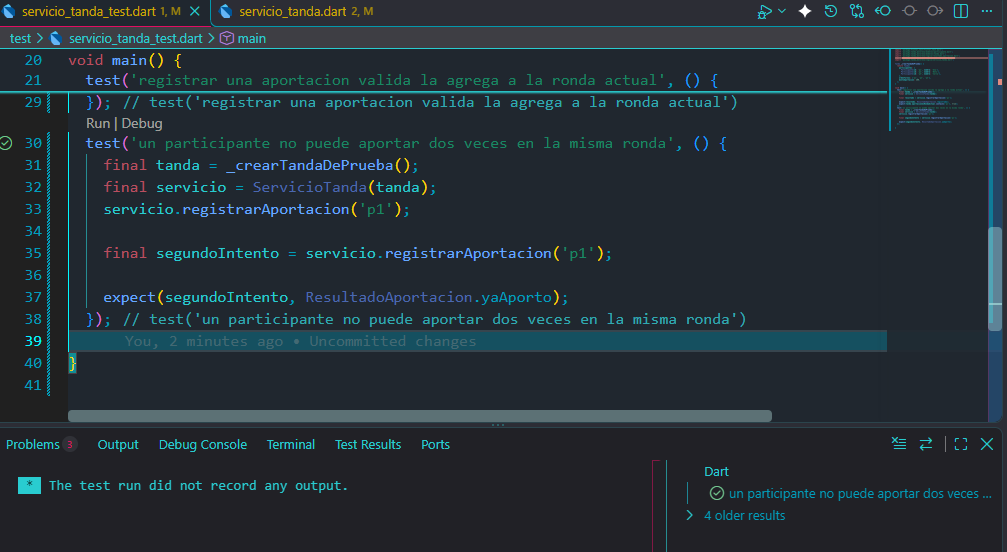 servicio_tanda_test.dart 1, M
servicio_tanda.dart 2, M
test > servicio_tanda_test.dart > main
20 void main() {
21 test('registrar una aportacion valida la agrega a la ronda actual', () {
29 }); // test('registrar una aportacion valida la agrega a la ronda actual')
Run | Debug
30 test('un participante no puede aportar dos veces en la misma ronda', () {
31 final tanda = _crearTandaDePrueba();
32 final servicio = ServicioTanda(tanda);
33 servicio.registrarAportacion('p1');
34
35 final segundoIntento = servicio.registrarAportacion('p1');
36
37 expect(segundoIntento, ResultadoAportacion.yaAporto);
38 }); // test('un participante no puede aportar dos veces en la misma ronda')
39 You, 2 minutes ago • Uncommitted changes
40 }
41
Problems 3 Output Debug Console Terminal Test Results Ports
* The test run did not record any output.
Dart
un participante no puede aportar dos veces ...
4 older results